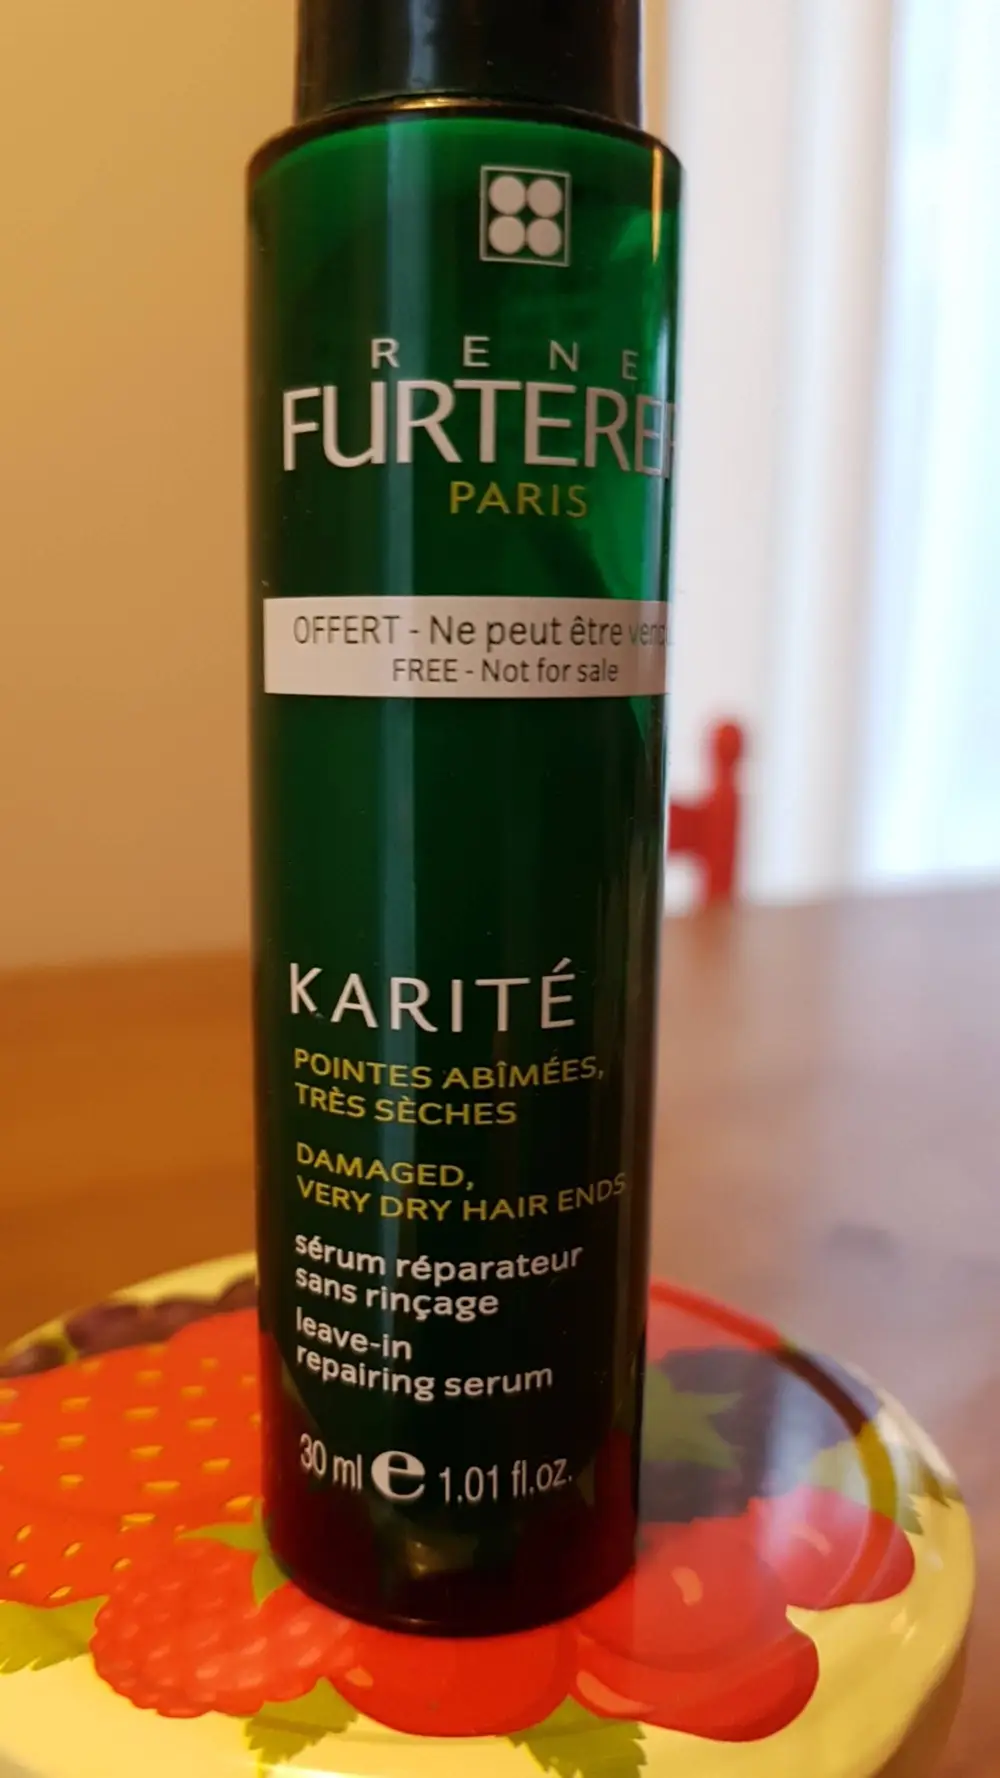 RENE
FURTERER
PARIS
OFFERT - Ne peut être vendu
FREE - Not for sale
KARITÉ
POINTES ABÎMÉES,
TRÈS SÈCHES
DAMAGED,
VERY DRY HAIR ENDS
sérum réparateur
sans rinçage
leave-in
repairing serum
30 ml e 1.01 fl.oz.